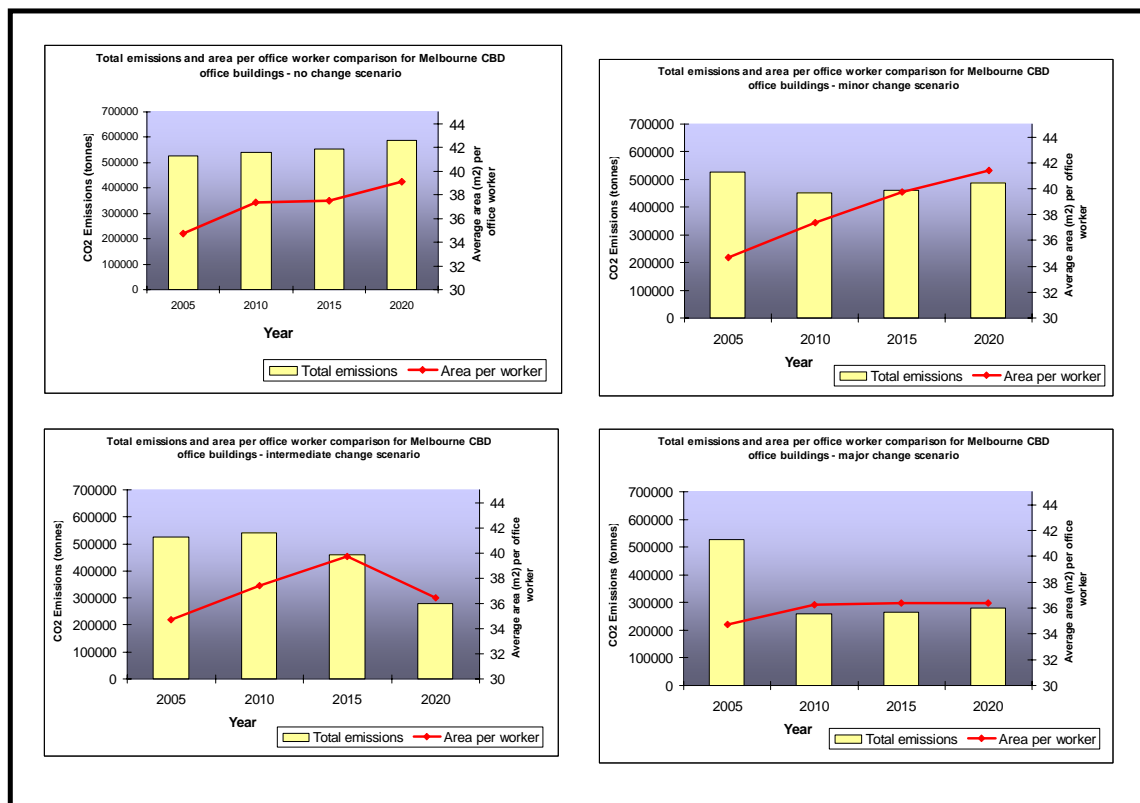 Total emissions and area per office worker comparison for Melbourne CBD
office buildings - no change scenario
CO2 Emissions (tonnes)
700000
600000
500000
400000
300000
200000
100000
0
44
42
40
38
36
34
32
30
Average area (m2) per
office worker
2005 2010 2015 2020
Year
Total emissions Area per worker
Total emissions and area per office worker comparison for Melbourne CBD
office buildings - minor change scenario
CO2 Emissions (tonnes)
700000
600000
500000
400000
300000
200000
100000
0
44
42
40
38
36
34
32
30
Average area (m2) per office
worker
2005 2010 2015 2020
Year
Total emissions Area per worker
Total emissions and area per office worker comparison for Melbourne CBD
office buildings - intermediate change scenario
CO2 Emissions (tonnes)
700000
600000
500000
400000
300000
200000
100000
0
44
42
40
38
36
34
32
30
Average area (m2) per office
worker
2005 2010 2015 2020
Year
Total emissions Area per worker
Total emissions and area per office worker comparison for Melbourne CBD
office buildings - major change scenario
CO2 Emissions (tonnes)
700000
600000
500000
400000
300000
200000
100000
0
44
42
40
38
36
34
32
30
Average area (m2) per office
worker
2005 2010 2015 2020
Year
Total emissions Area per worker